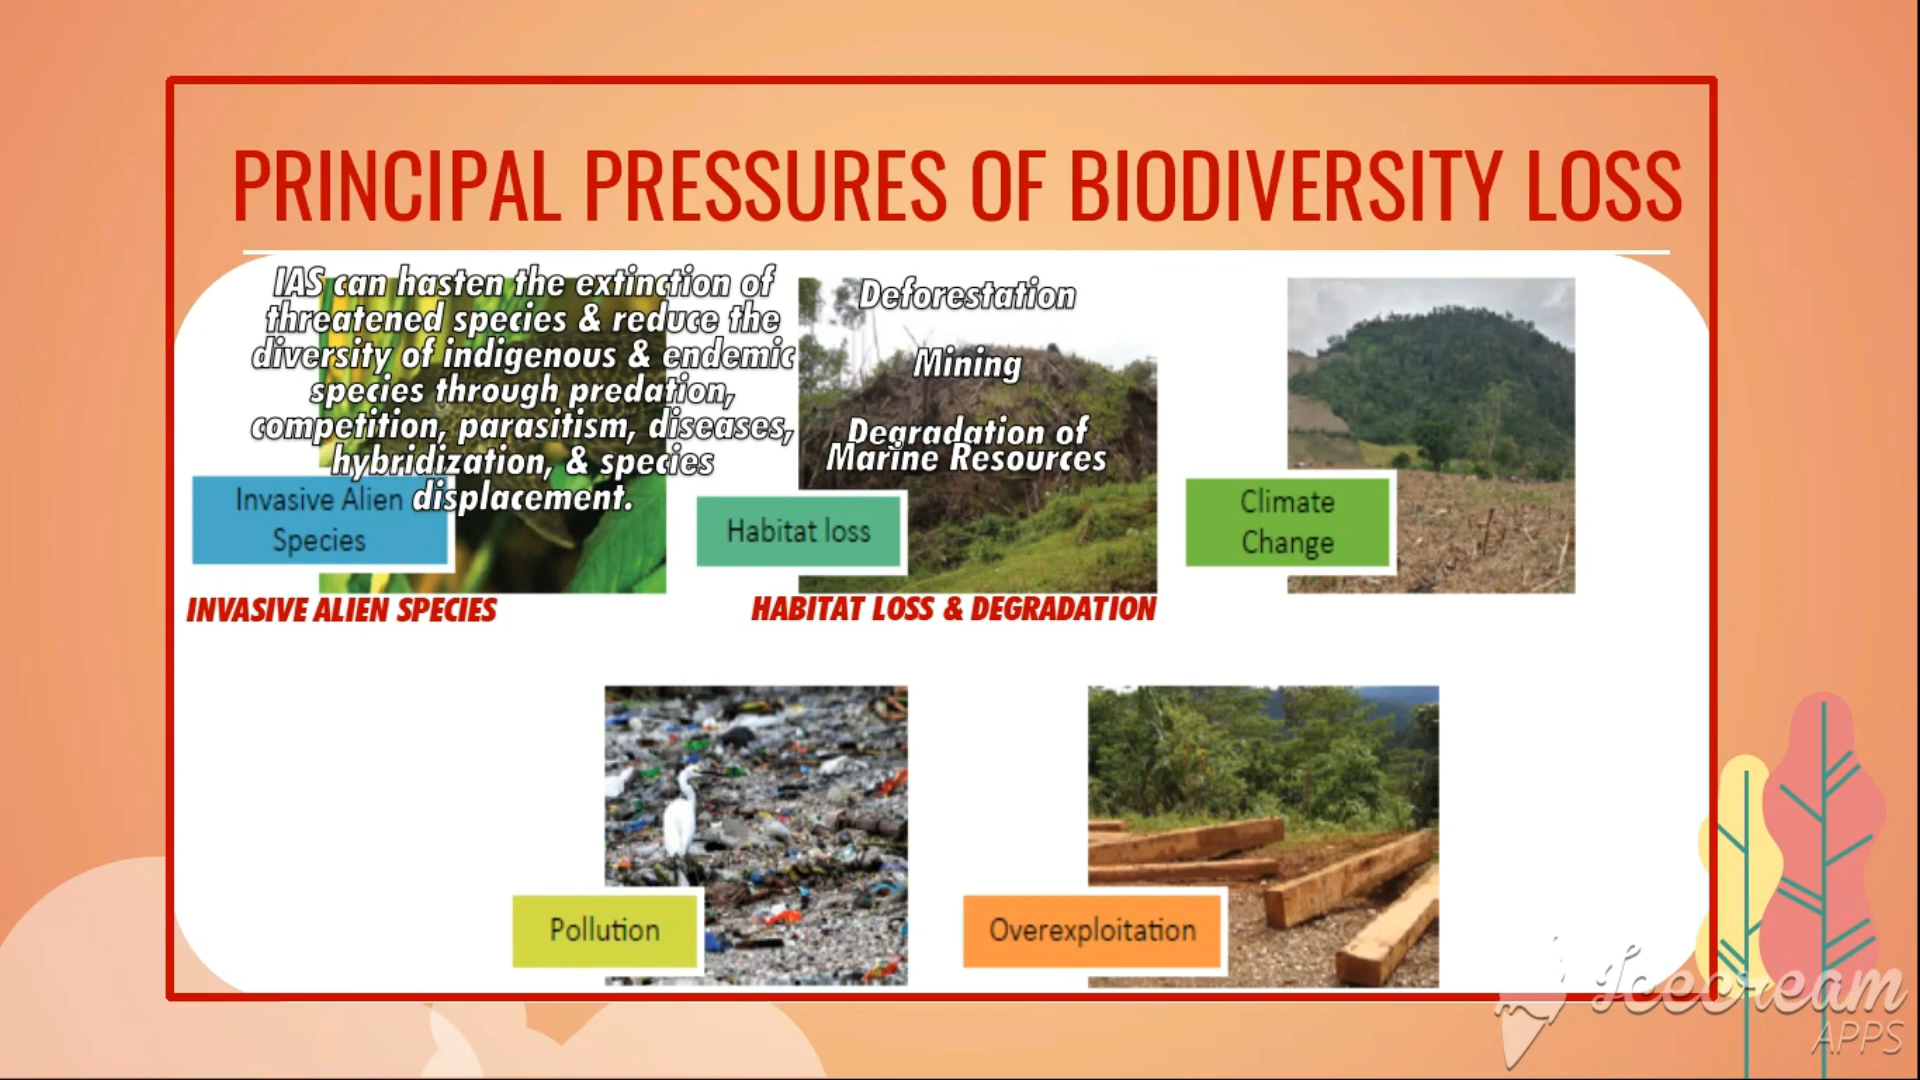 PRINCIPAL PRESSURES OF BIODIVERSITY LOSS
IAS can hasten the extinction of
threatened species & reduce the
diversity of indigenous & endemic
species through predation,
competition, parasitism, diseases,
hybridization, & species
displacement.
Invasive Alien
Species
INVASIVE ALIEN SPECIES
Deforestation
Mining
Degradation of
Marine Resources
Habitat loss
HABITAT LOSS & DEGRADATION
Climate
Change
Pollution
Overexploitation
Icecream
APPS